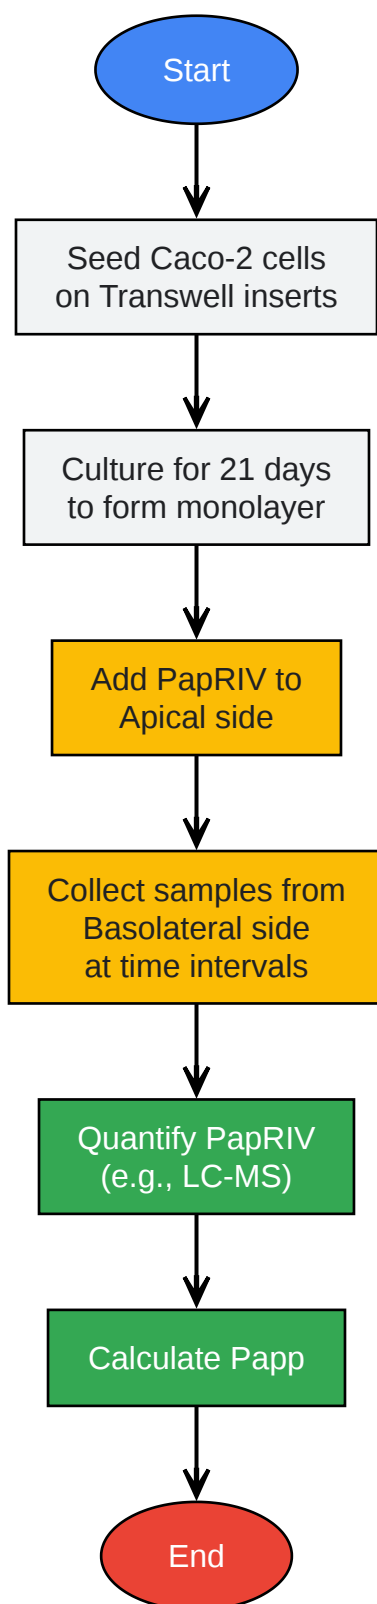 Start
Seed Caco-2 cells
on Transwell inserts
Culture for 21 days
to form monolayer
Add PapRIV to
Apical side
Collect samples from
Basolateral side
at time intervals
Quantify PapRIV
(e.g., LC-MS)
Calculate Papp
End